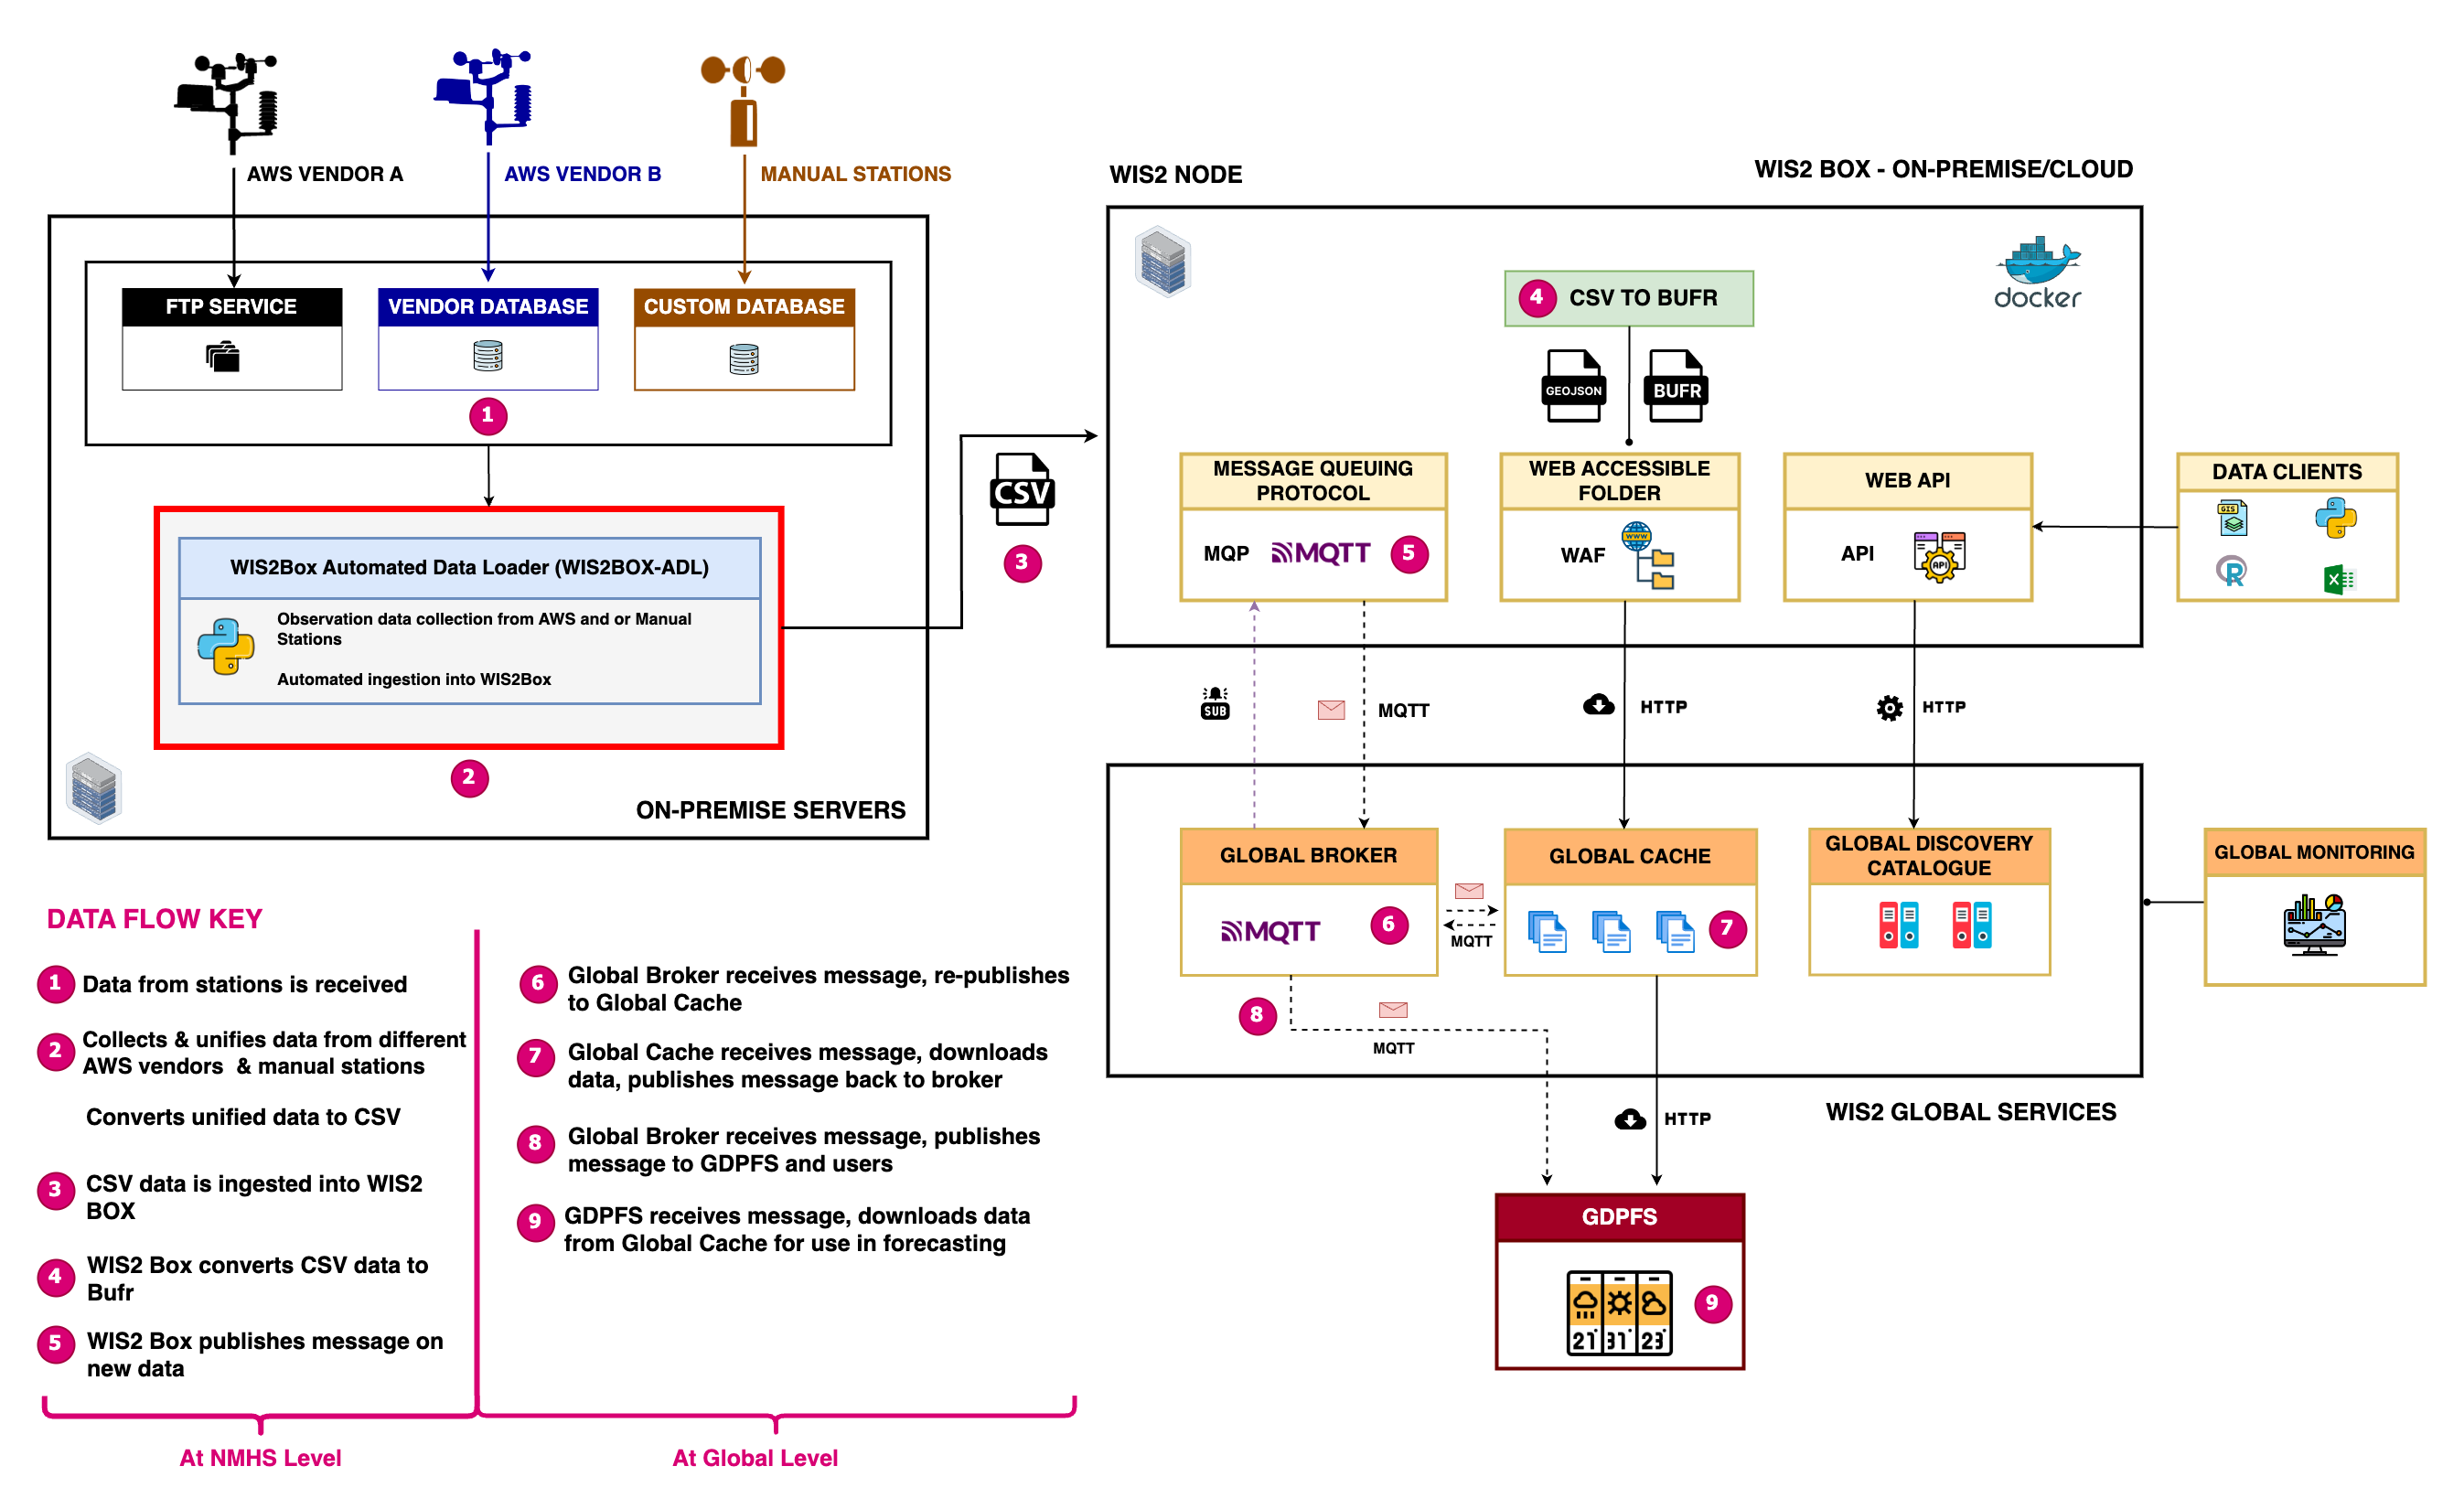 AWS VENDOR A
AWS VENDOR B
MANUAL STATIONS
FTP SERVICE
VENDOR DATABASE
CUSTOM DATABASE
1
WIS2Box Automated Data Loader (WIS2BOX-ADL)
Observation data collection from AWS and or Manual
Stations
Automated ingestion into WIS2Box
2
ON-PREMISE SERVERS
CSV
3
WIS2 NODE
WIS2 BOX - ON-PREMISE/CLOUD
docker
4 CSV TO BUFR
GEOJSON
BUFR
MESSAGE QUEUING
PROTOCOL
MQP MQTT 5
WEB ACCESSIBLE
FOLDER
WAF
WWW
WEB API
API
API
DATA CLIENTS
GIS
R
X
SUB
MQTT
HTTP
HTTP
GLOBAL BROKER
MQTT 6
MQTT
GLOBAL CACHE
7
GLOBAL DISCOVERY
CATALOGUE
GLOBAL MONITORING
8
MQTT
HTTP
WIS2 GLOBAL SERVICES
GDPFS
21° 31° 23°
9
DATA FLOW KEY
1 Data from stations is received
2 Collects & unifies data from different
AWS vendors & manual stations
Converts unified data to CSV
3 CSV data is ingested into WIS2
BOX
4 WIS2 Box converts CSV data to
Bufr
5 WIS2 Box publishes message on
new data
At NMHS Level
6 Global Broker receives message, re-publishes
to Global Cache
7 Global Cache receives message, downloads
data, publishes message back to broker
8 Global Broker receives message, publishes
message to GDPFS and users
9 GDPFS receives message, downloads data
from Global Cache for use in forecasting
At Global Level